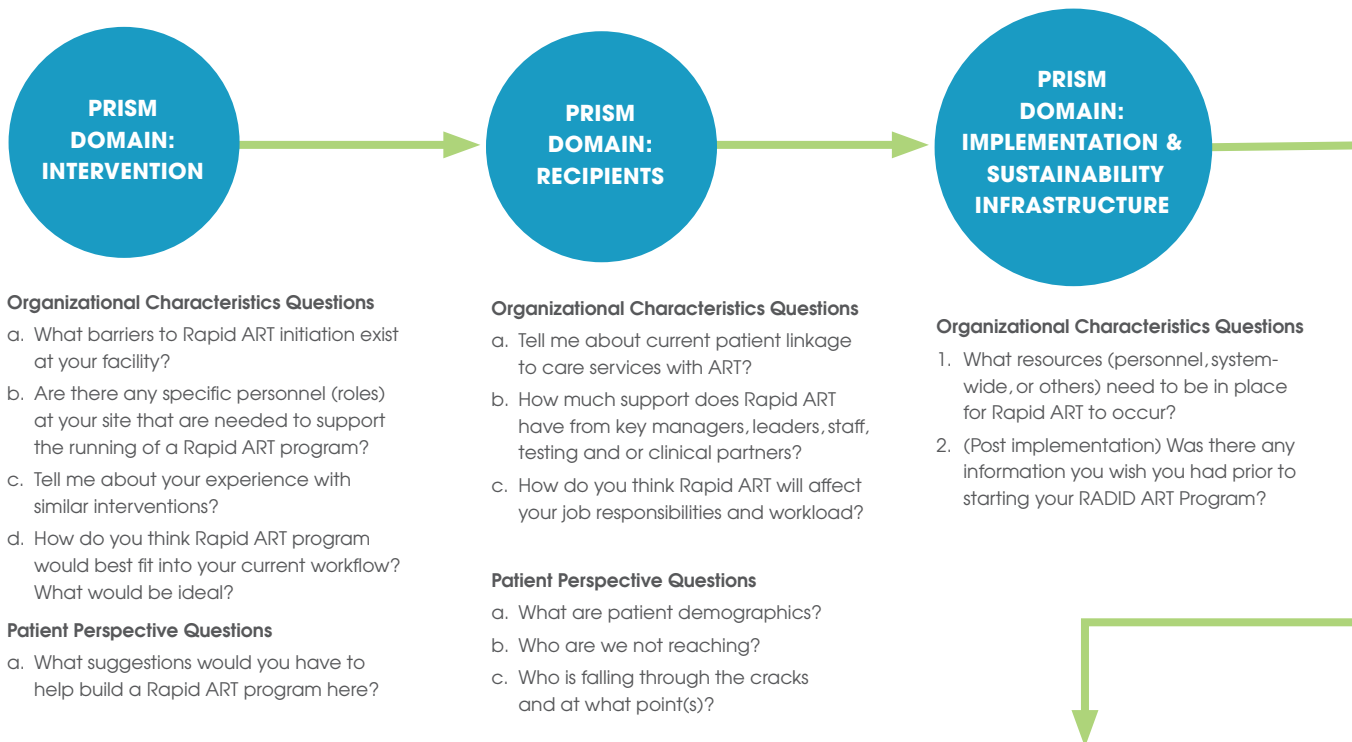 PRISM
DOMAIN:
INTERVENTION
Organizational Characteristics Questions
a. What barriers to Rapid ART initiation exist
at your facility?
b. Are there any specific personnel (roles)
at your site that are needed to support
the running of a Rapid ART program?
c. Tell me about your experience with
similar interventions?
d. How do you think Rapid ART program
would best fit into your current workflow?
What would be ideal?
Patient Perspective Questions
a. What suggestions would you have to
help build a Rapid ART program here?
PRISM
DOMAIN:
RECIPIENTS
Organizational Characteristics Questions
a. Tell me about current patient linkage
to care services with ART?
b. How much support does Rapid ART
have from key managers, leaders, staff,
testing and or clinical partners?
c. How do you think Rapid ART will affect
your job responsibilities and workload?
Patient Perspective Questions
a. What are patient demographics?
b. Who are we not reaching?
c. Who is falling through the cracks
and at what point(s)?
PRISM
DOMAIN:
IMPLEMENTATION &
SUSTAINABILITY
INFRASTRUCTURE
Organizational Characteristics Questions
1. What resources (personnel, system-
wide, or others) need to be in place
for Rapid ART to occur?
2. (Post implementation) Was there any
information you wish you had prior to
starting your RADID ART Program?